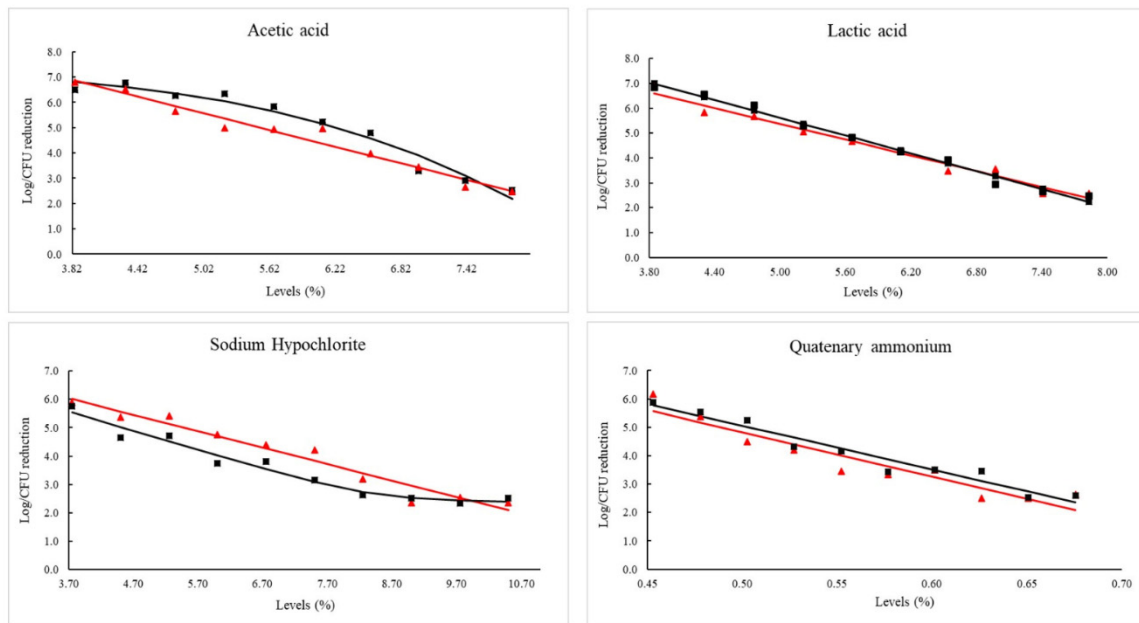 Acetic acid
8.0
7.0
6.0
5.0
4.0
3.0
2.0
1.0
0.0
Log/CFU reduction
3.82 4.42 5.02 5.62 6.22 6.82 7.42
Levels (%)
Lactic acid
8.0
7.0
6.0
5.0
4.0
3.0
2.0
1.0
0.0
Log/CFU reduction
3.80 4.40 5.00 5.60 6.20 6.80 7.40 8.00
Levels (%)
Sodium Hypochlorite
7.0
6.0
5.0
4.0
3.0
2.0
1.0
0.0
Log/CFU reduction
3.70 4.70 5.70 6.70 7.70 8.70 9.70 10.70
Levels (%)
Quatenary ammonium
7.0
6.0
5.0
4.0
3.0
2.0
1.0
0.0
Log/CFU reduction
0.45 0.50 0.55 0.60 0.65 0.70
Levels (%)